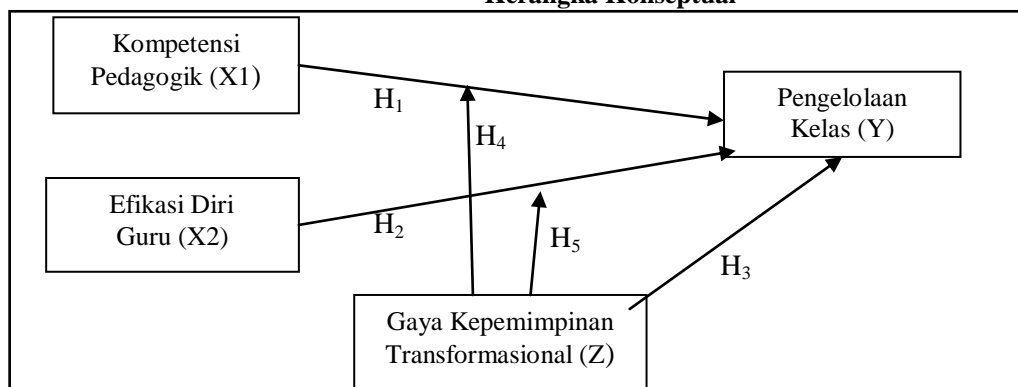 Kerangka Konseptual
Kompetensi
Pedagogik (X1)
H₁
Pengelolaan
Kelas (Y)
H₄
Efikasi Diri
Guru (X2)
H₂
H₅
H₃
Gaya Kepemimpinan
Transformasional (Z)